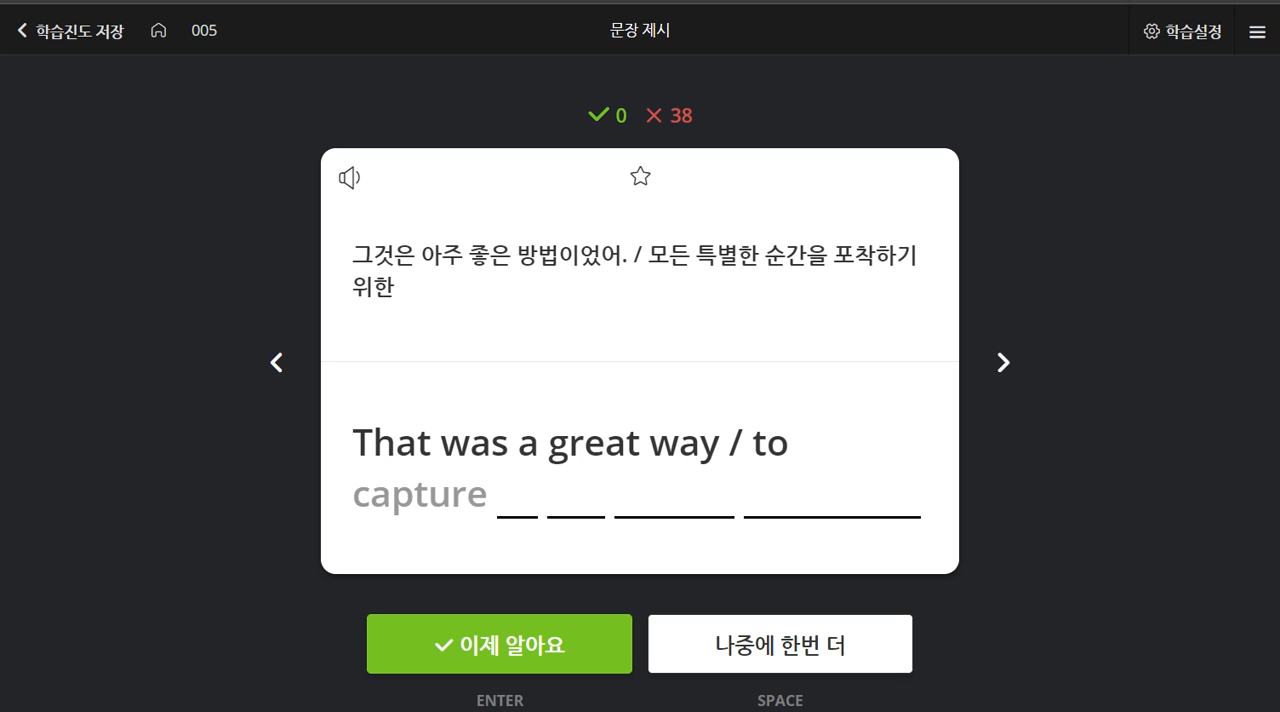 학습진도 저장 005 문장 제시 학습설정
0 38
그것은 아주 좋은 방법이었어. / 모든 특별한 순간을 포착하기
위한
That was a great way / to
capture
이제 알아요 나중에 한번 더
ENTER SPACE